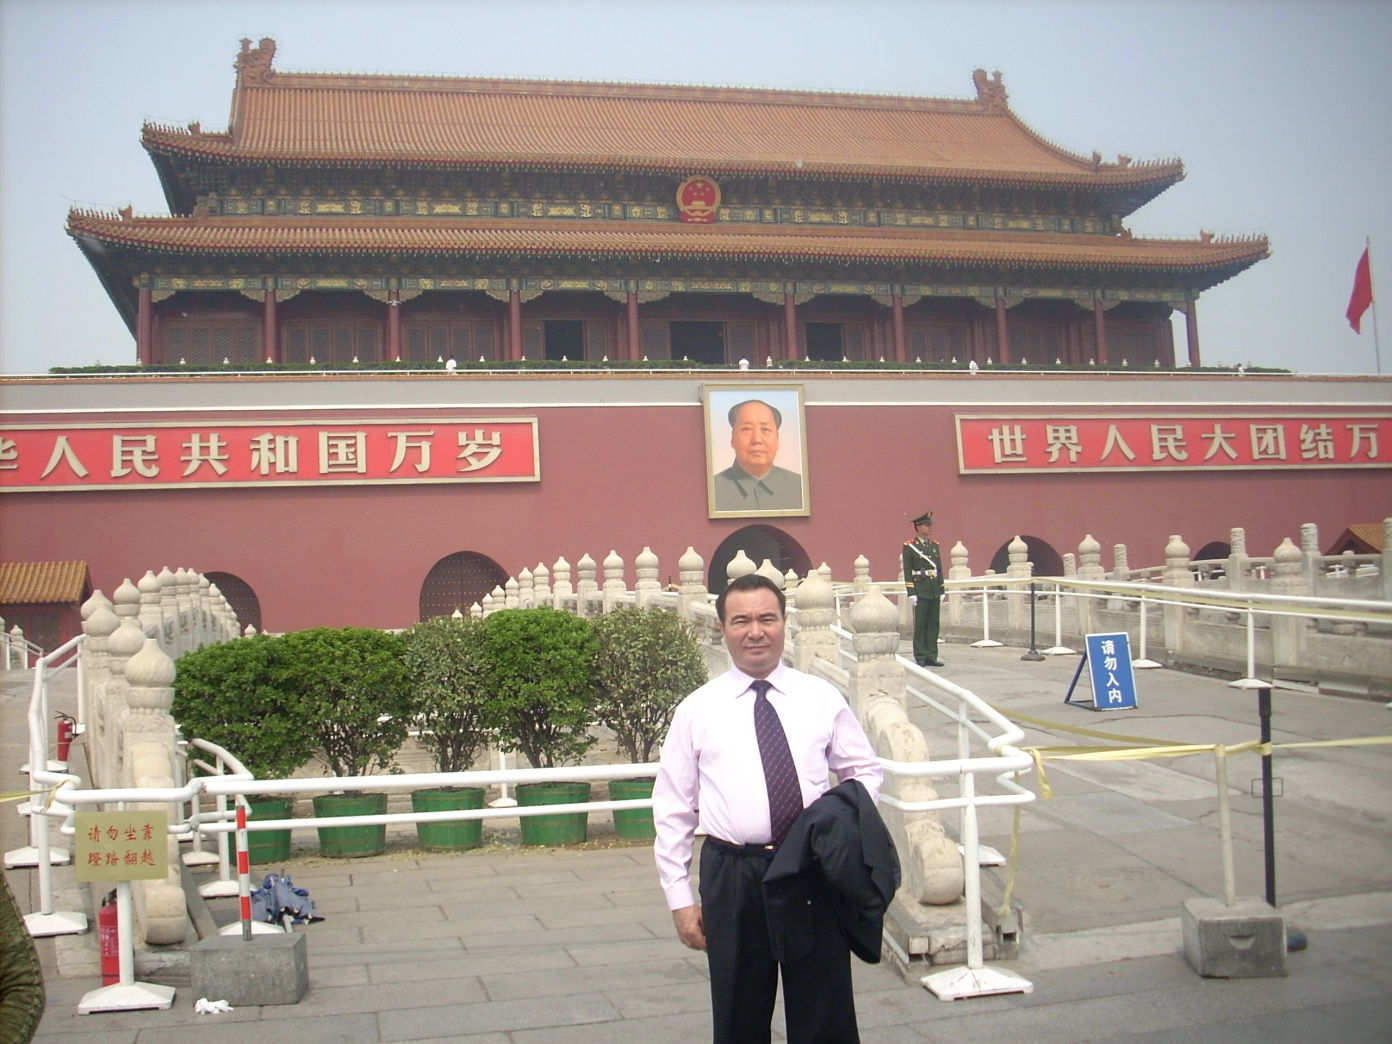 华人民共和国万岁
世界人民大团结万
请勿入内
请勿坐靠
蹬踏翻越